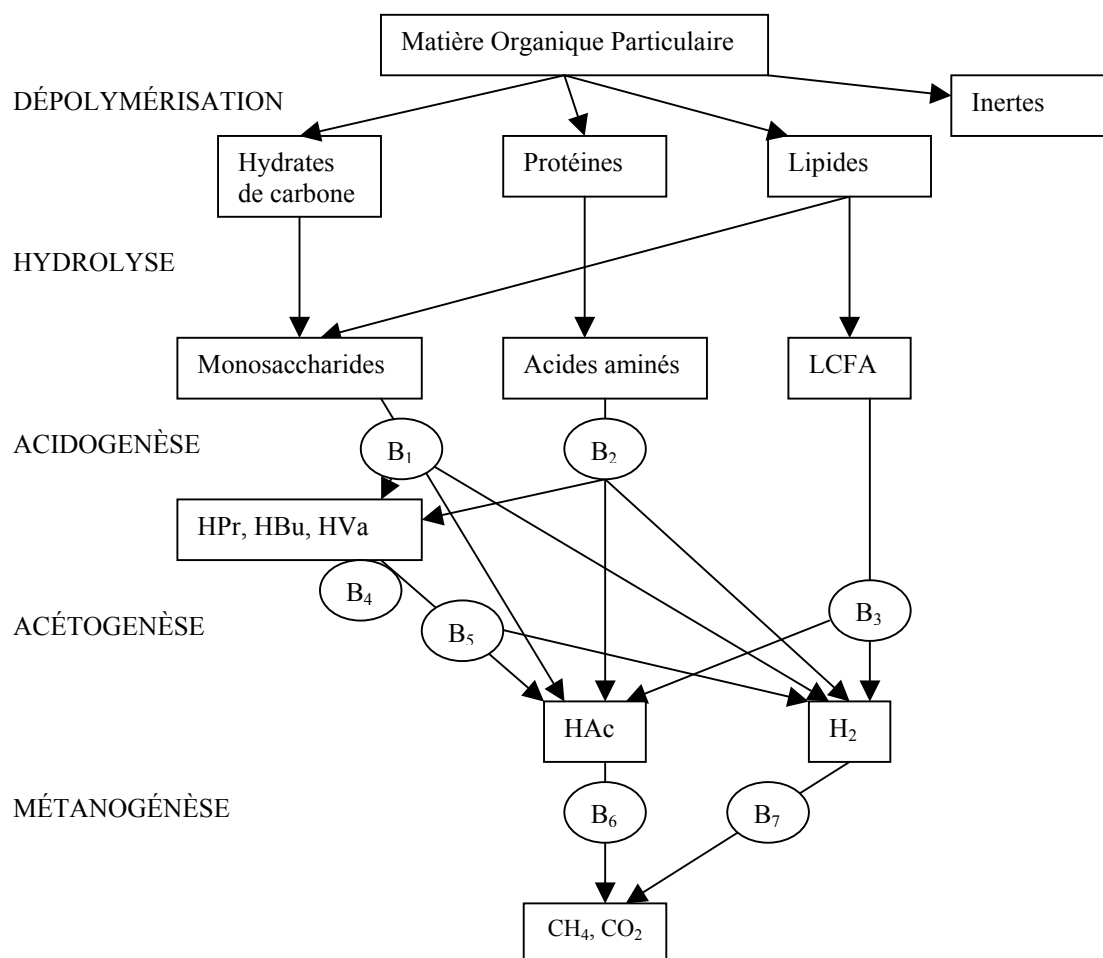 Matière Organique Particulaire
DÉPOLYMÉRISATION
Inertes
Hydrates
de carbone
Protéines
Lipides
HYDROLYSE
Monosaccharides
Acides aminés
LCFA
ACIDOGENÈSE
B₁
B₂
HPr, HBu, HVa
B₄
B₃
ACÉTOGENÈSE
B₅
HAc
H₂
MÉTANOGÉNÈSE
B₆
B₇
CH₄, CO₂